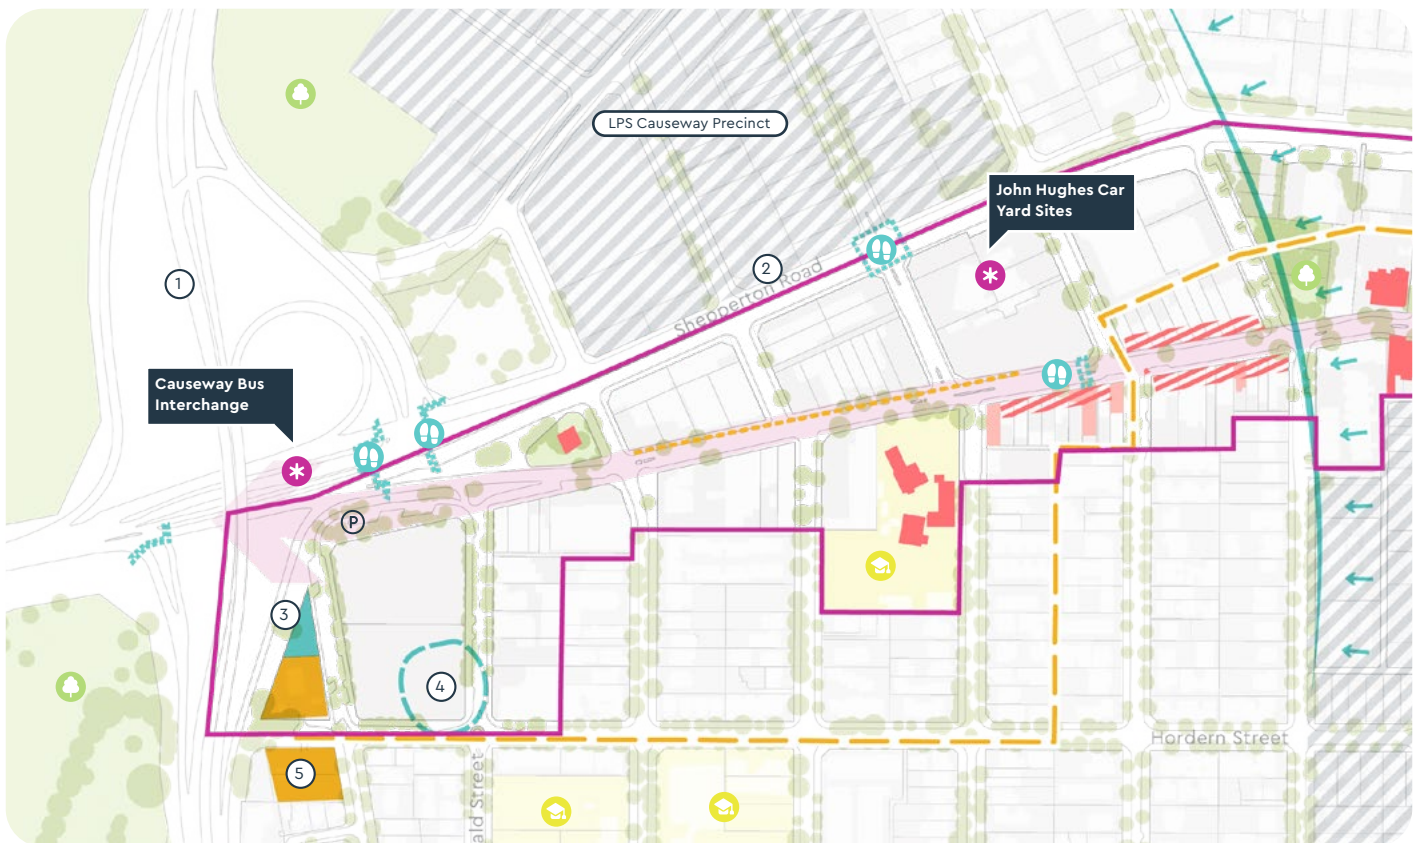 LPS Causeway Precinct
John Hughes Car
Yard Sites
2
Shepperton Road
1
Causeway Bus
Interchange
P
3
4
Hordern Street
5
ald Street